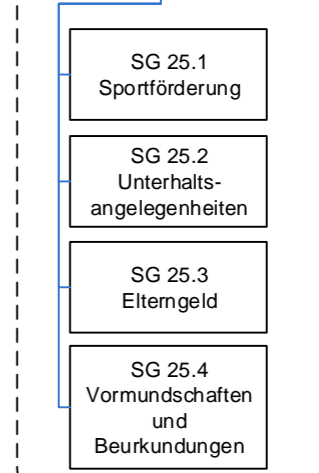 SG 25.1
Sportförderung
SG 25.2
Unterhalts-
angelegenheiten
SG 25.3
Elterngeld
SG 25.4
Vormundschaften
und
Beurkundungen